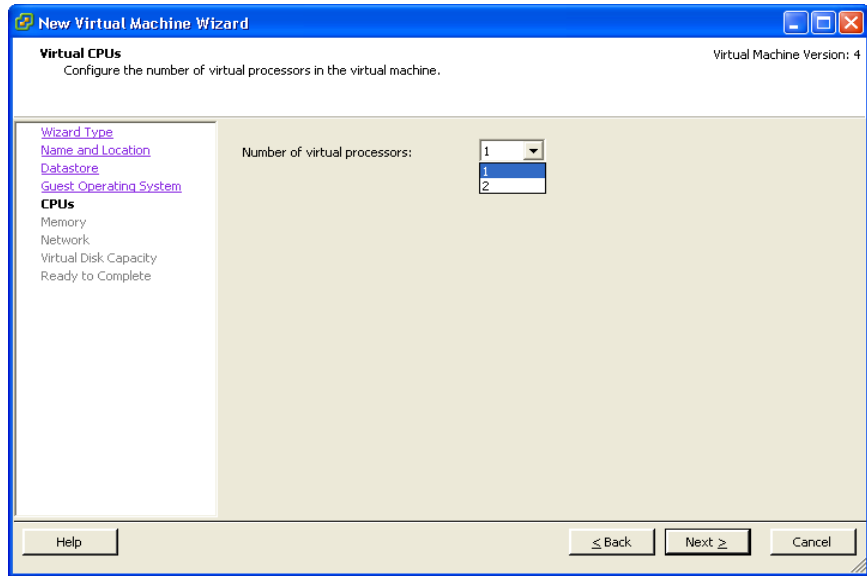 New Virtual Machine Wizard
Virtual CPUs
Configure the number of virtual processors in the virtual machine.
Virtual Machine Version: 4
Wizard Type
Name and Location
Datastore
Guest Operating System
CPUs
Memory
Network
Virtual Disk Capacity
Ready to Complete
Number of virtual processors:
1
1
2
Help
< Back
Next >
Cancel